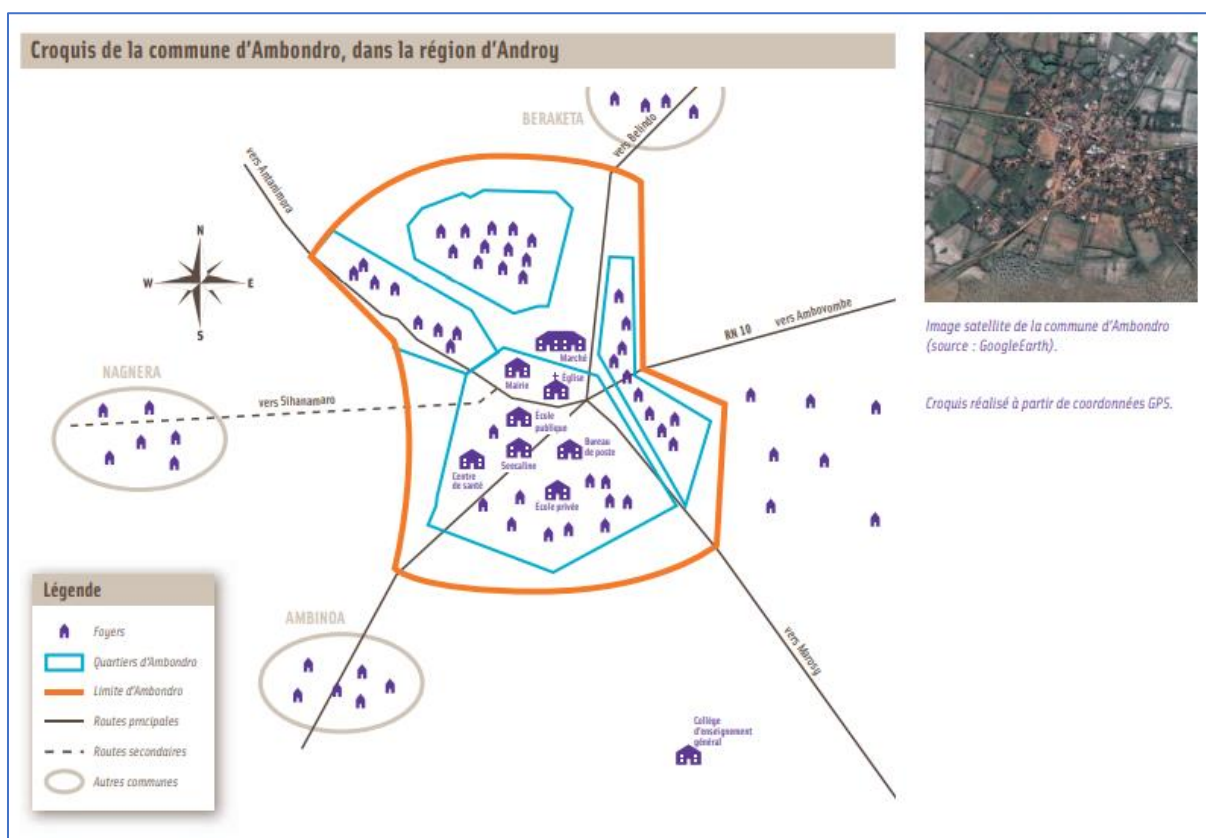 Croquis de la commune d'Ambondro, dans la région d'Androy
BERAKETA
vers Belindo
vers Antanimora
N
W
E
S
RN 10
vers Ambovombe
Marché
Mairie
Eglise
NAGNERA
vers Sihanamaro
École
publique
Bureau
de poste
Seecaline
Centre
de santé
École privée
AMBINDA
vers Marosy
Collège
d'enseignement
général
Légende
Foyers
Quartiers d'Ambondro
Limite d'Ambondro
Routes prncipales
Routes secondaires
Autres communes
Image satellite de la commune d'Ambondro
(source : GoogleEarth).
Croquis réalisé à partir de coordonnées GPS.